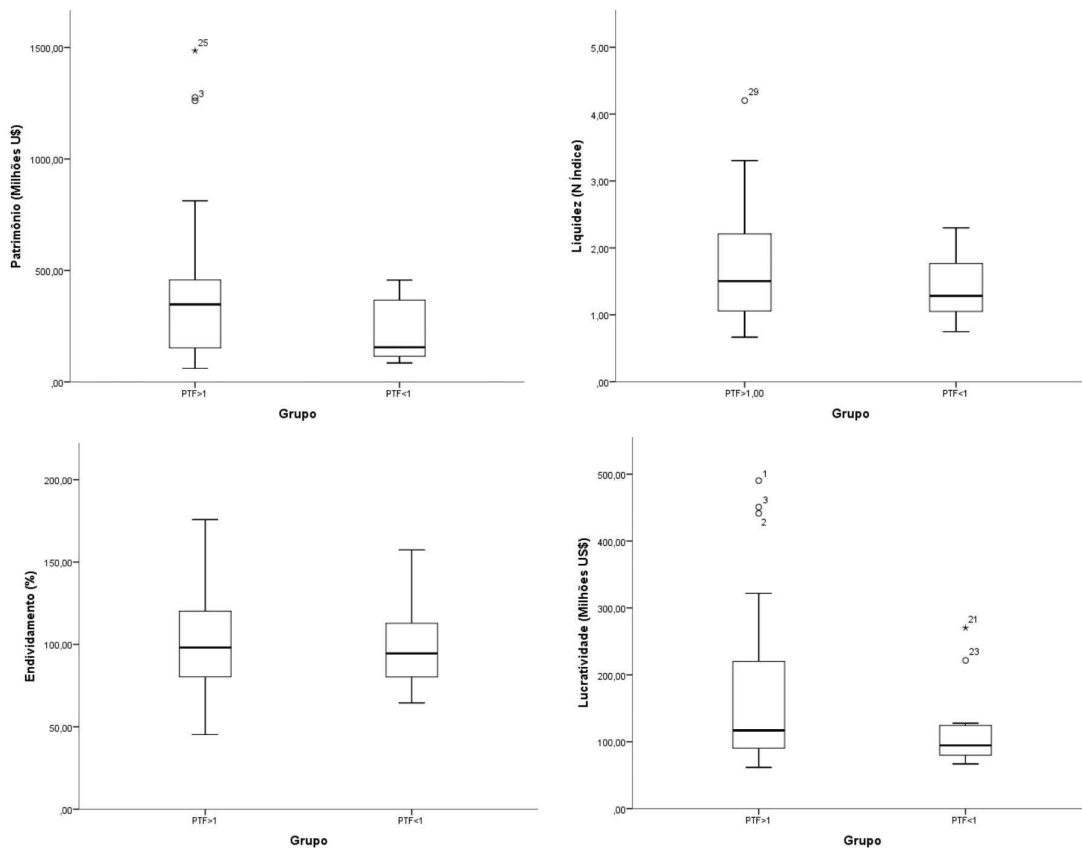 Patrimônio (Milhões U$)
1500,00
1000,00
500,00
,00
25
3
PTF>1
PTF<1
Grupo
Liquidez (N Índice)
5,00
4,00
3,00
2,00
1,00
,00
29
PTF>1,00
PTF<1
Grupo
Endividamento (%)
200,00
150,00
100,00
50,00
,00
PTF>1
PTF<1
Grupo
Lucratividade (Milhões US$)
500,00
400,00
300,00
200,00
100,00
,00
1
3
2
21
23
PTF>1
PTF<1
Grupo